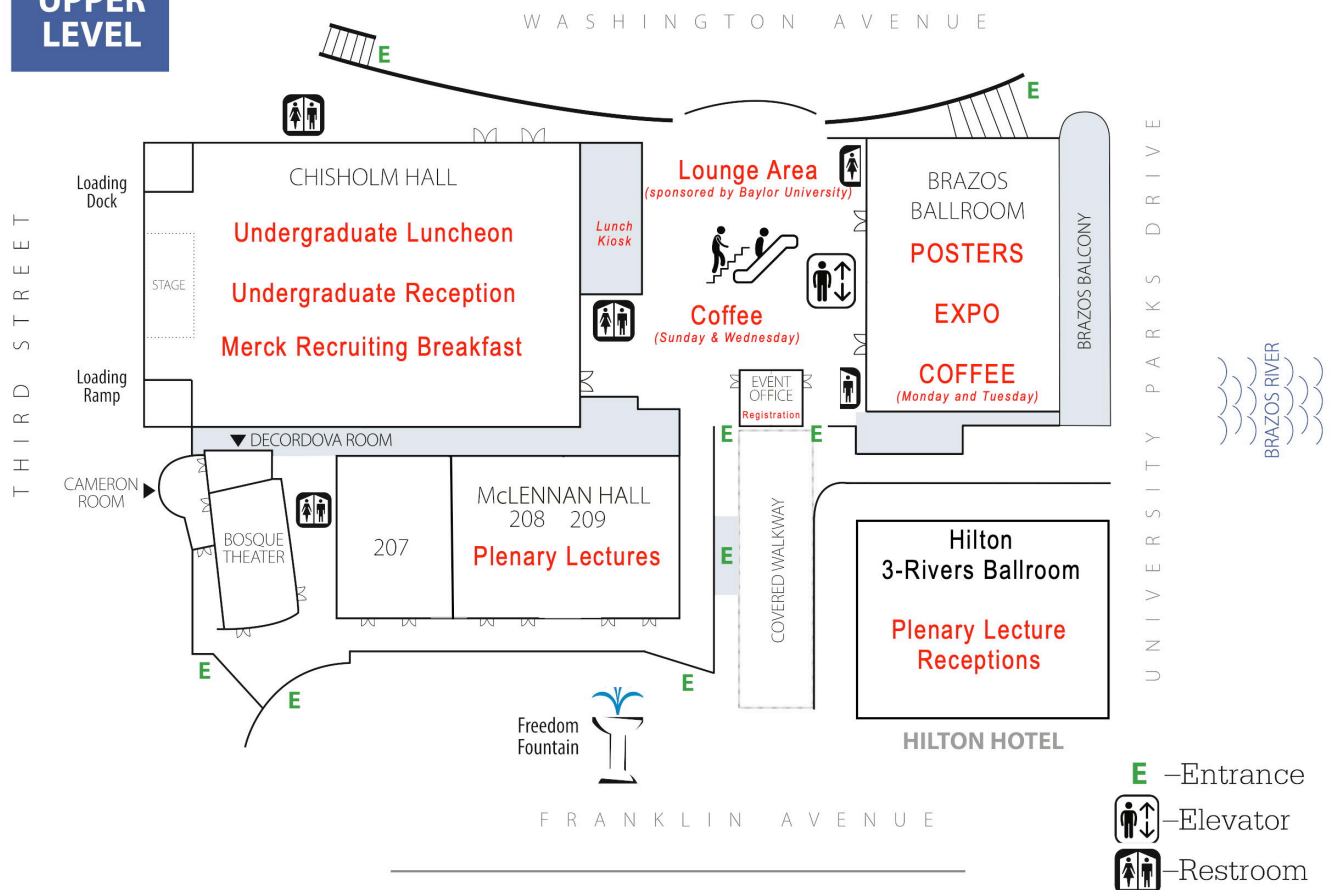 UPPER
LEVEL
WASHINGTON AVENUE
E
E
THIRD STREET
UNIVERSITY PARKS DRIVE
Loading
Dock
CHISHOLM HALL
Undergraduate Luncheon
Undergraduate Reception
Merck Recruiting Breakfast
STAGE
Loading
Ramp
Lunch
Kiosk
Lounge Area
(sponsored by Baylor University)
Coffee
(Sunday & Wednesday)
BRAZOS
BALLROOM
POSTERS
EXPO
COFFEE
(Monday and Tuesday)
BRAZOS BALCONY
BRAZOS RIVER
EVENT
OFFICE
Registration
E
E
DECORDOVA ROOM
CAMERON
ROOM
BOSQUE
THEATER
207
McLENNAN HALL
208 209
Plenary Lectures
E
COVERED WALKWAY
Hilton
3-Rivers Ballroom
Plenary Lecture
Receptions
HILTON HOTEL
E
E
E
Freedom
Fountain
FRANKLIN AVENUE
E –Entrance
–Elevator
–Restroom